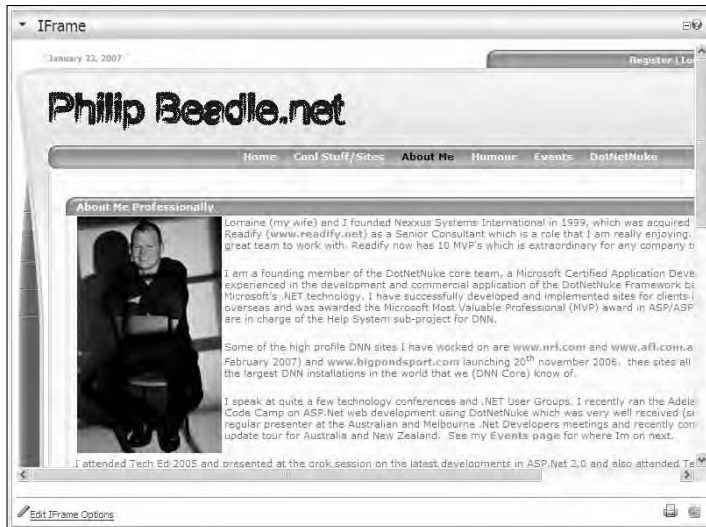 IFrame
January 22, 2007
Register | Lo
Philip Beadle.net
Home Cool Stuff/Sites About Me Humour Events DotNetNuke
About Me Professionally
Lorraine (my wife) and I founded Nexxus Systems International in 1999, which was acquired
Readify (www.readify.net) as a Senior Consultant which is a role that I am really enjoying.
great team to work with. Readify now has 10 MVP's which is extraordinary for any company
I am a founding member of the DotNetNuke core team, a Microsoft Certified Application Deve
experienced in the development and commercial application of the DotNetNuke Framework ba
Microsoft's .NET technology. I have successfully developed and implemented sites for clients
overseas and was awarded the Microsoft Most Valuable Professional (MVP) award in ASP/ASP
are in charge of the Help System sub-project for DNN.
Some of the high profile DNN sites I have worked on are www.nrl.com and www.afl.com.a
February 2007) and www.bigpondsport.com launching 20th november 2006. thee sites all
the largest DNN installations in the world that we (DNN Core) know of.
I speak at quite a few technology conferences and .NET User Groups. I recently ran the Adela
Code Camp on ASP.Net web development using DotNetNuke which was very well received (s
regular presenter at the Australian and Melbourne .Net Developers meetings and recently con
update tour for Australia and New Zealand. See my Events page for where Im on next.
I attended Tech Ed 2005 and presented at the grok session on the latest developments in ASP.Net 2.0 and also attended Te
Edit IFrame Options